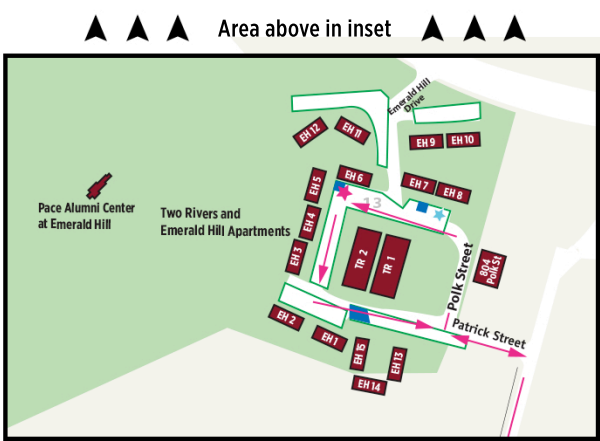 Area above in inset
Emerald Hill
Drive
EH 12
EH 11
EH 9
EH 10
EH 5
EH 6
EH 7
EH 8
13
Pace Alumni Center
at Emerald Hill
Two Rivers and
Emerald Hill Apartments
EH 4
EH 3
TR 2
TR 1
Polk Street
804
Polk St
EH 2
EH 1
EH 15
EH 13
EH 14
Patrick Street